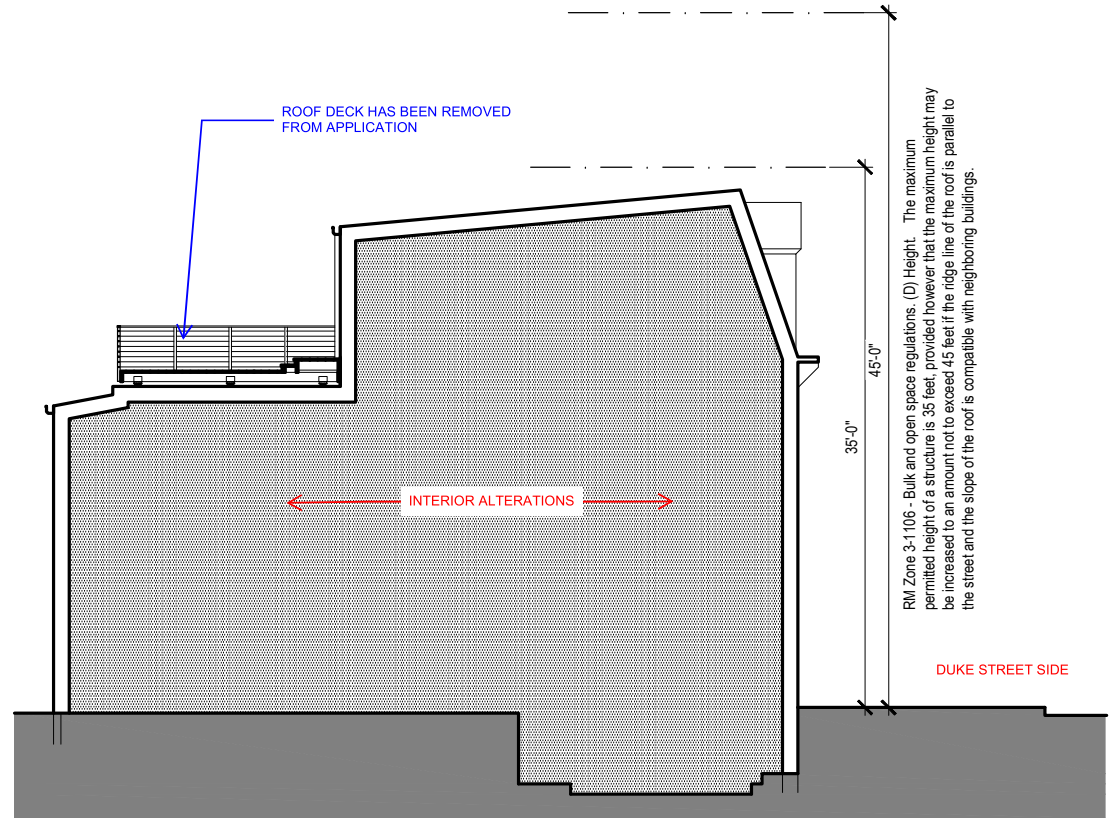 ROOF DECK HAS BEEN REMOVED
FROM APPLICATION
RM Zone 3-1106 - Bulk and open space regulations. (D) Height. The maximum
permitted height of a structure is 35 feet, provided however that the maximum height may
be increased to an amount not to exceed 45 feet if the ridge line of the roof is parallel to
the street and the slope of the roof is compatible with neighboring buildings.
45'-0"
35'-0"
INTERIOR ALTERATIONS
DUKE STREET SIDE